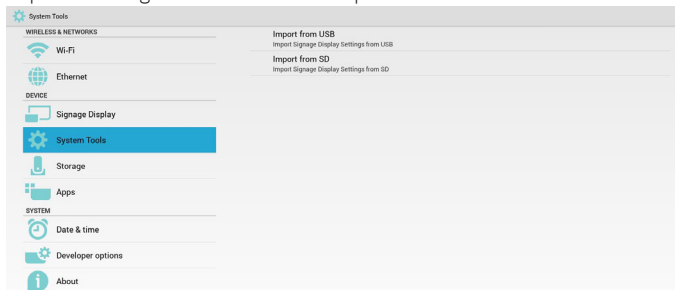 System Tools
WIRELESS & NETWORKS
Wi-Fi
Ethernet
DEVICE
Signage Display
System Tools
Storage
Apps
SYSTEM
Date & time
Developer options
About
Import from USB
Import Signage Display Settings from USB
Import from SD
Import Signage Display Settings from SD